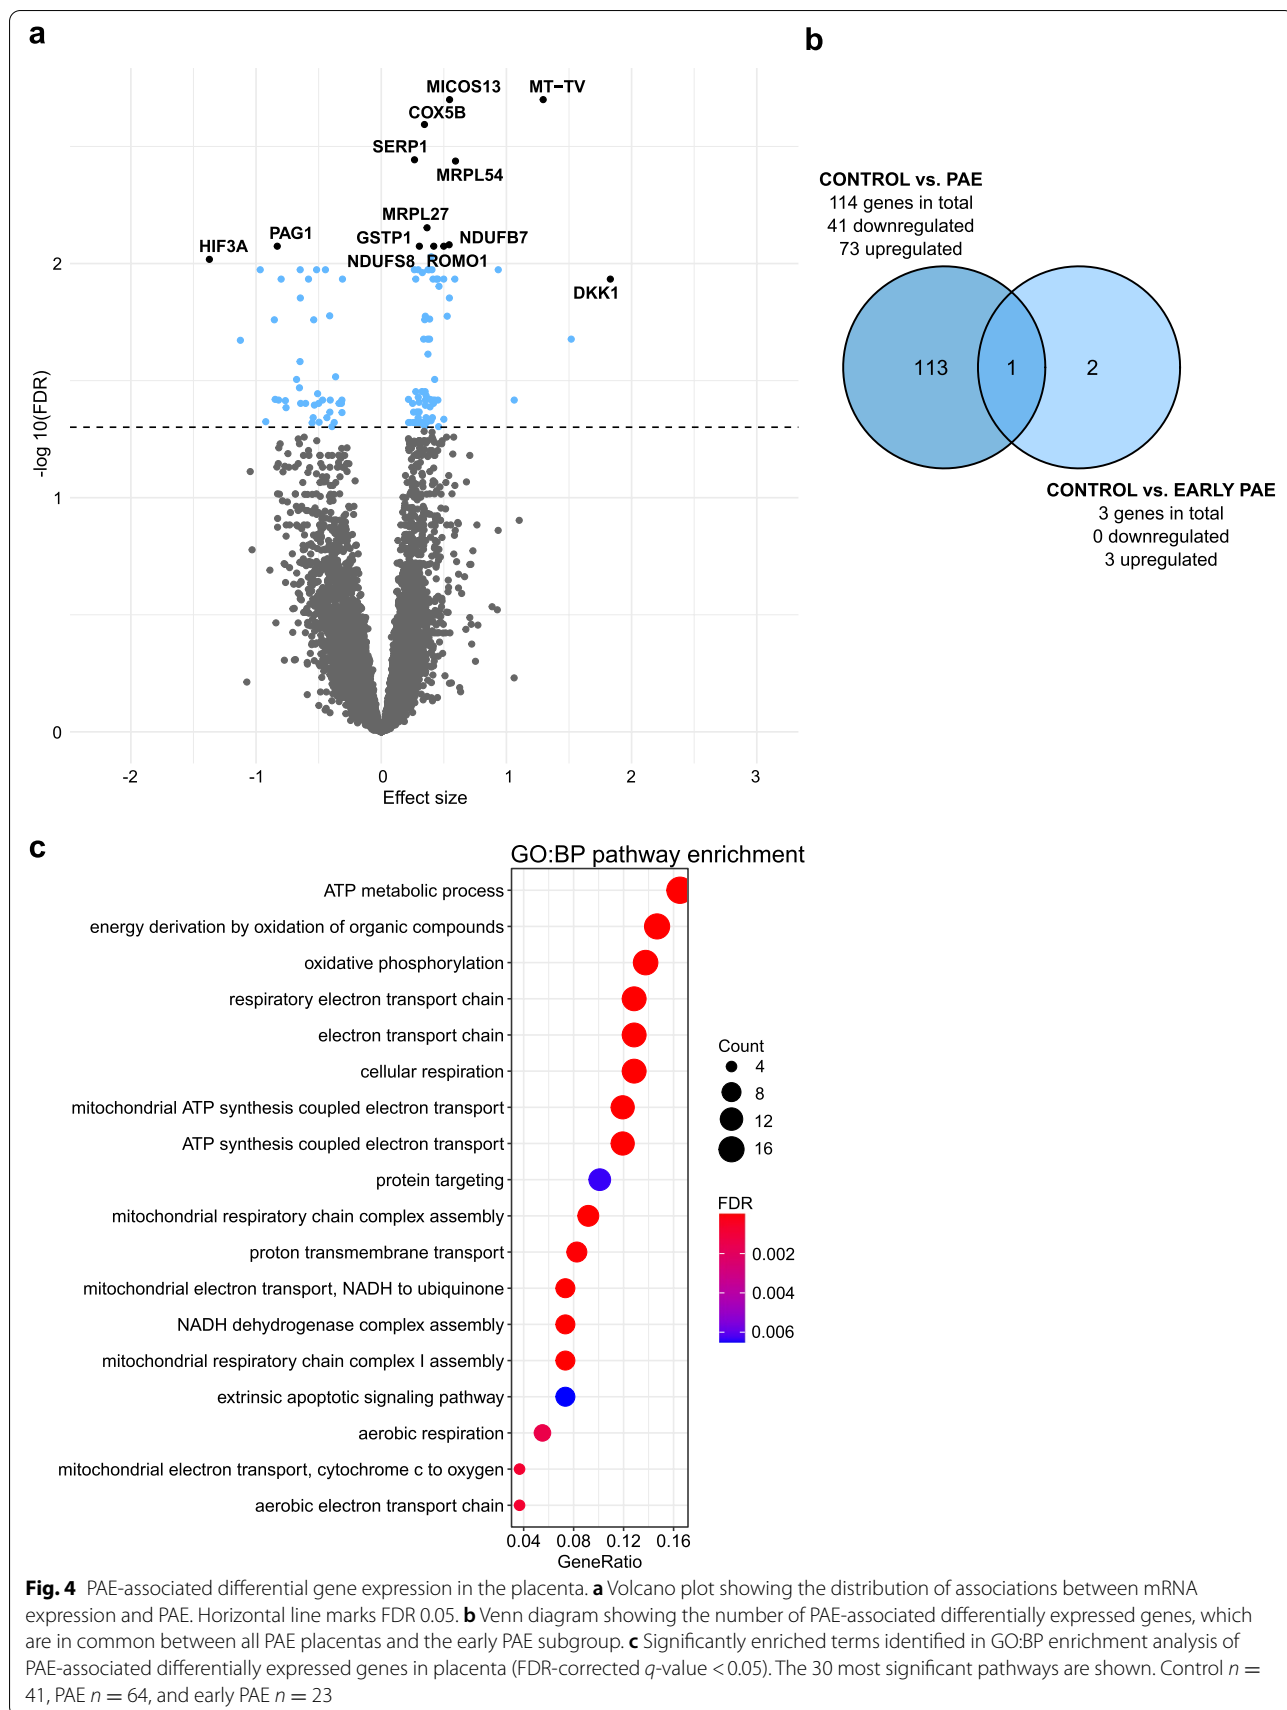 a
MICOS13
MT−TV
COX5B
SERP1
MRPL54
MRPL27
GSTP1
NDUFB7
NDUFS8
ROMO1
HIF3A
PAG1
DKK1
-log 10(FDR)
2
1
0
-2
-1
0
1
2
3
Effect size
b
CONTROL vs. PAE
114 genes in total
41 downregulated
73 upregulated
113
1
2
CONTROL vs. EARLY PAE
3 genes in total
0 downregulated
3 upregulated
c
GO:BP pathway enrichment
ATP metabolic process
energy derivation by oxidation of organic compounds
oxidative phosphorylation
respiratory electron transport chain
electron transport chain
cellular respiration
mitochondrial ATP synthesis coupled electron transport
ATP synthesis coupled electron transport
protein targeting
mitochondrial respiratory chain complex assembly
proton transmembrane transport
mitochondrial electron transport, NADH to ubiquinone
NADH dehydrogenase complex assembly
mitochondrial respiratory chain complex I assembly
extrinsic apoptotic signaling pathway
aerobic respiration
mitochondrial electron transport, cytochrome c to oxygen
aerobic electron transport chain
0.04 0.08 0.12 0.16
GeneRatio
Count
4
8
12
16
FDR
0.002
0.004
0.006
Fig. 4 PAE-associated differential gene expression in the placenta. a Volcano plot showing the distribution of associations between mRNA
expression and PAE. Horizontal line marks FDR 0.05. b Venn diagram showing the number of PAE-associated differentially expressed genes, which
are in common between all PAE placentas and the early PAE subgroup. c Significantly enriched terms identified in GO:BP enrichment analysis of
PAE-associated differentially expressed genes in placenta (FDR-corrected q-value < 0.05). The 30 most significant pathways are shown. Control n =
41, PAE n = 64, and early PAE n = 23